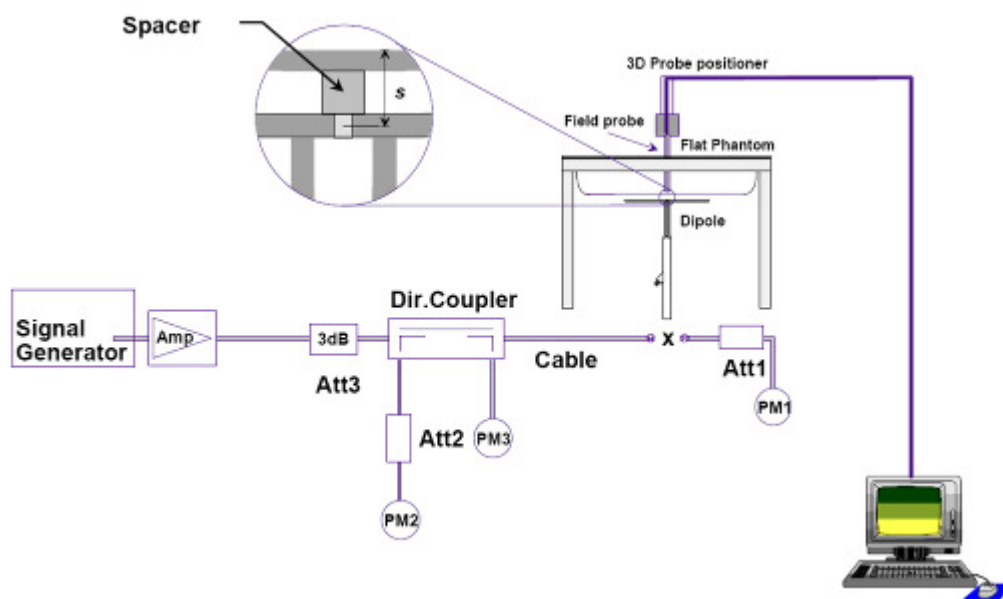 Spacer
s
3D Probe positioner
Field probe
Flat Phantom
Dipole
Dir.Coupler
Signal
Generator
Amp
3dB
Att3
Cable
x
Att1
PM1
Att2
PM3
PM2